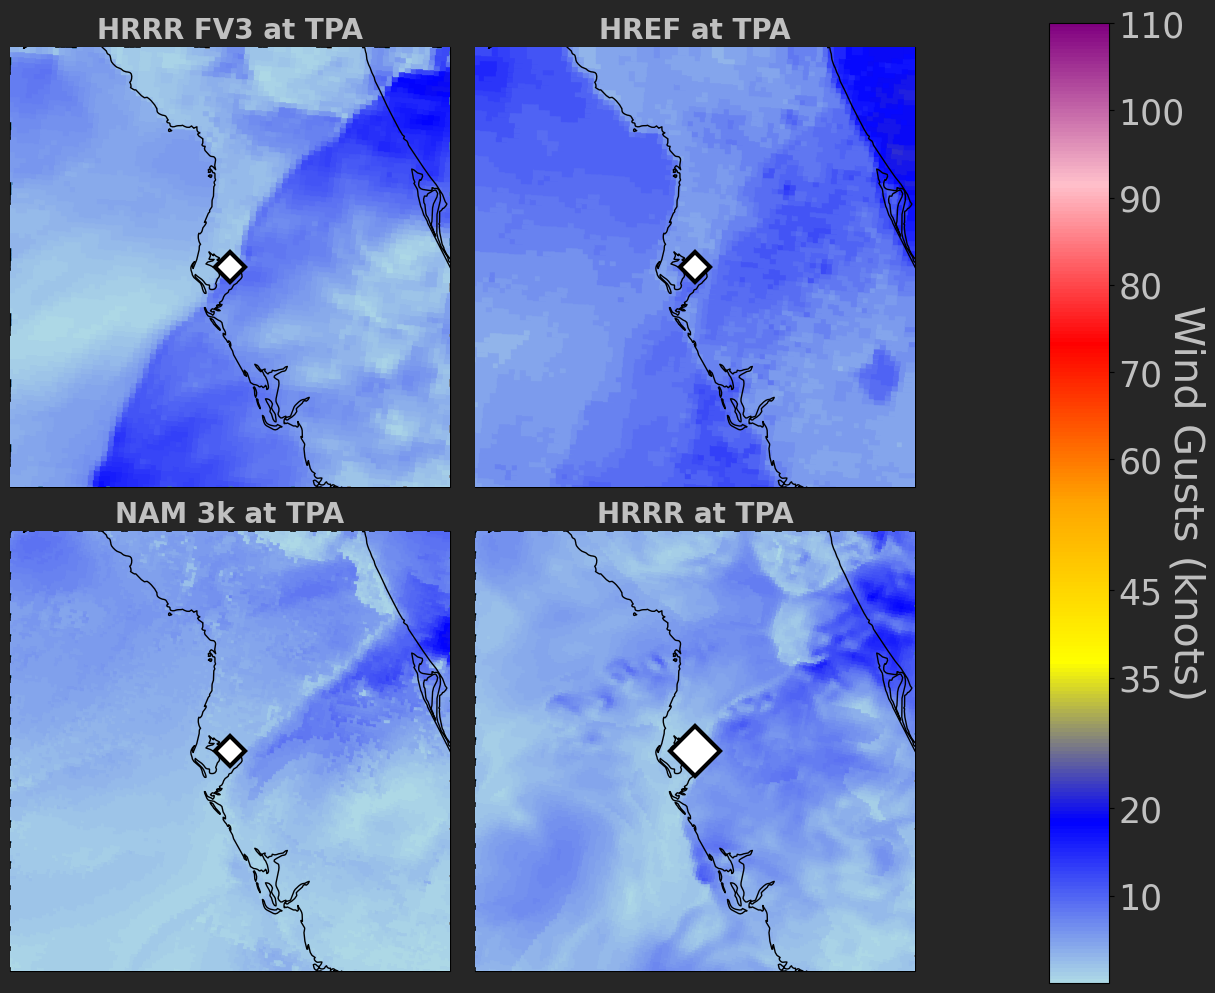 HRRR FV3 at TPA
HREF at TPA
NAM 3k at TPA
HRRR at TPA
110
100
90
80
70
60
45
35
20
10
Wind Gusts (knots)